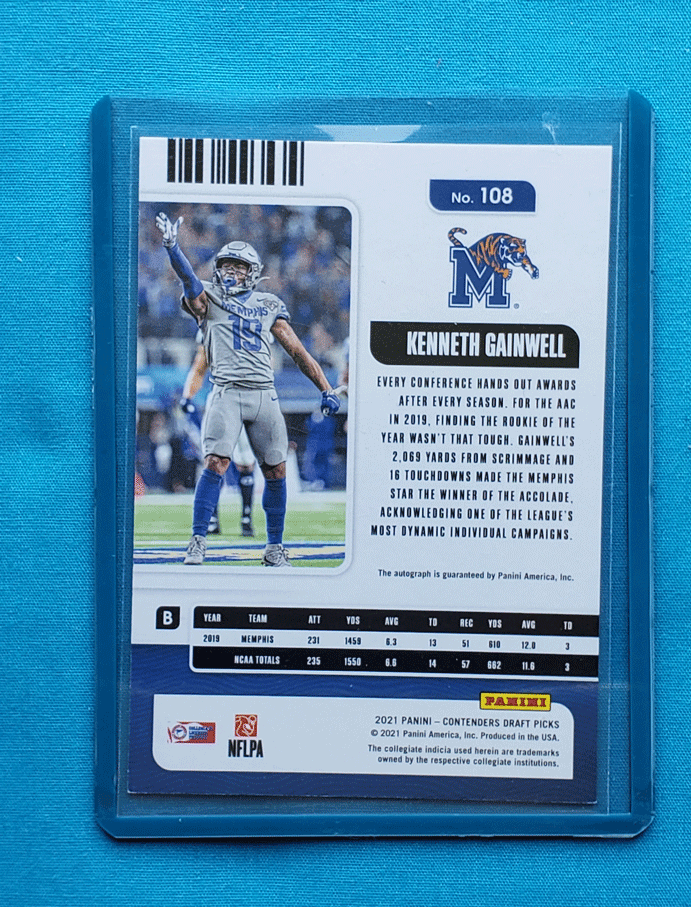 No. 108
M
MEMPHIS
19
KENNETH GAINWELL
EVERY CONFERENCE HANDS OUT AWARDS
AFTER EVERY SEASON. FOR THE AAC
IN 2019, FINDING THE ROOKIE OF THE
YEAR WASN'T THAT TOUGH. GAINWELL'S
2,069 YARDS FROM SCRIMMAGE AND
16 TOUCHDOWNS MADE THE MEMPHIS
STAR THE WINNER OF THE ACCOLADE,
ACKNOWLEDGING ONE OF THE LEAGUE'S
MOST DYNAMIC INDIVIDUAL CAMPAIGNS.
The autograph is guaranteed by Panini America, Inc.
B
YEAR TEAM ATT YDS AVG TD REC YDS AVG TD
2019 MEMPHIS 231 1459 6.3 13 51 610 12.0 3
NCAA TOTALS 235 1550 6.6 14 57 662 11.6 3
PANINI
2021 PANINI – CONTENDERS DRAFT PICKS
© 2021 Panini America, Inc. Produced in the USA.
The collegiate indicia used herein are trademarks
owned by the respective collegiate institutions.
NFLPA